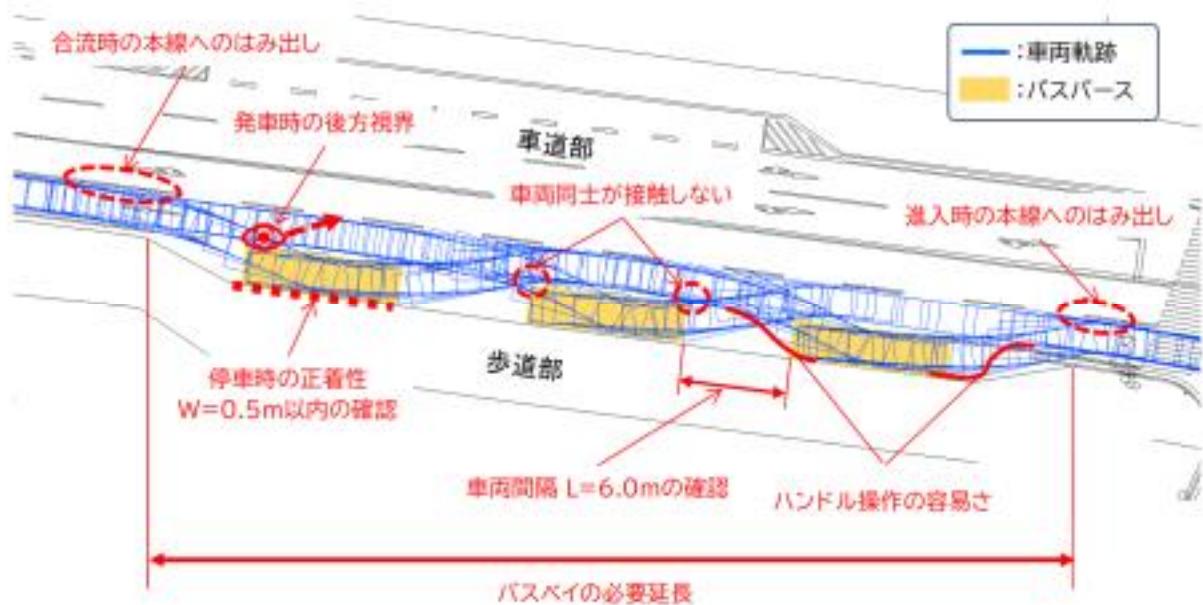 合流時の本線へのはみ出し
：車両軌跡
：バスバース
発車時の後方視界
車道部
車両同士が接触しない
進入時の本線へのはみ出し
歩道部
停車時の正着性
W=0.5m以内の確認
車両間隔 L=6.0mの確認
ハンドル操作の容易さ
バスベイの必要延長